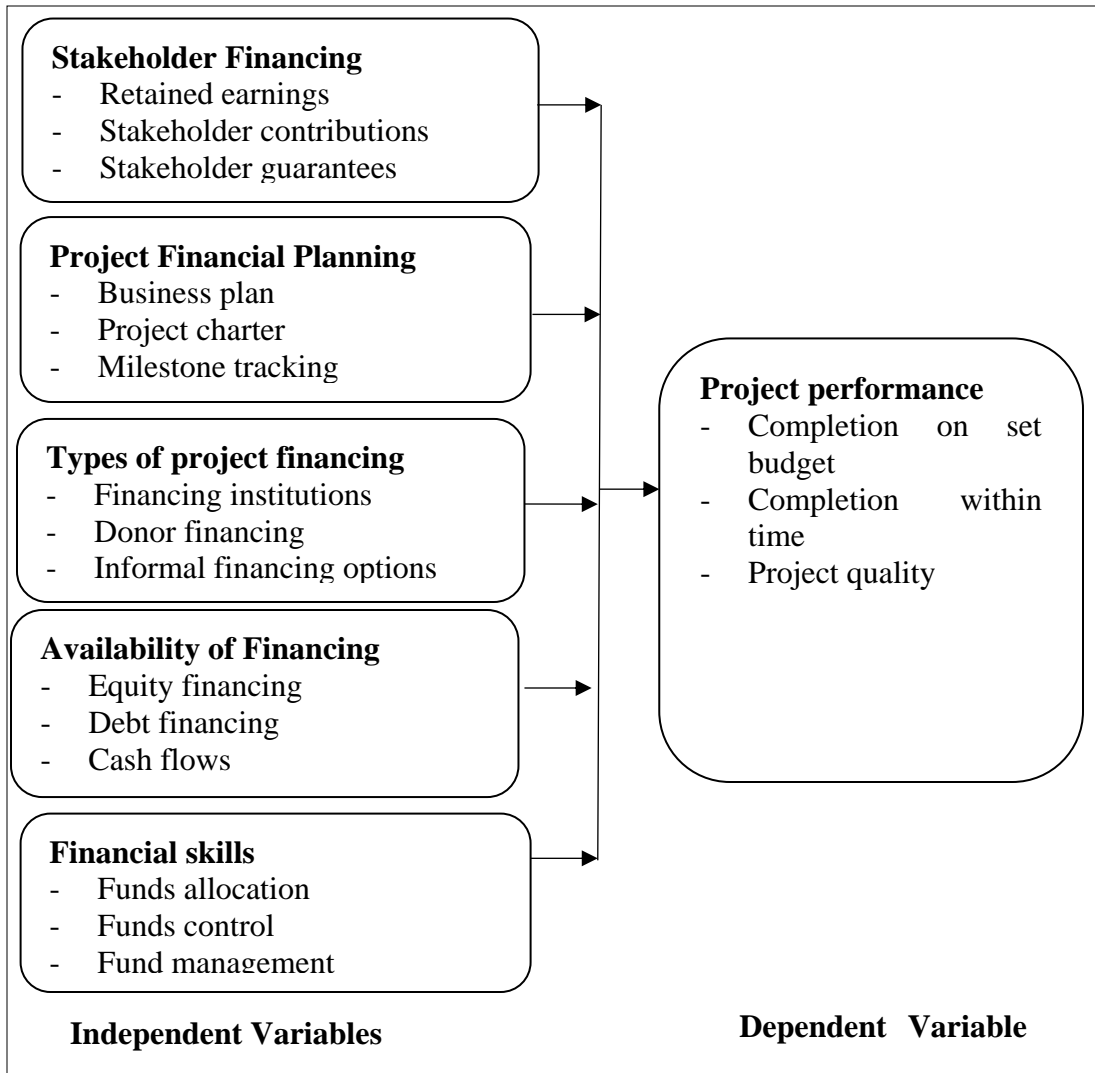 Stakeholder Financing
- Retained earnings
- Stakeholder contributions
- Stakeholder guarantees
Project Financial Planning
- Business plan
- Project charter
- Milestone tracking
Types of project financing
- Financing institutions
- Donor financing
- Informal financing options
Availability of Financing
- Equity financing
- Debt financing
- Cash flows
Financial skills
- Funds allocation
- Funds control
- Fund management
Independent Variables
Project performance
- Completion on set
budget
- Completion within
time
- Project quality
Dependent Variable